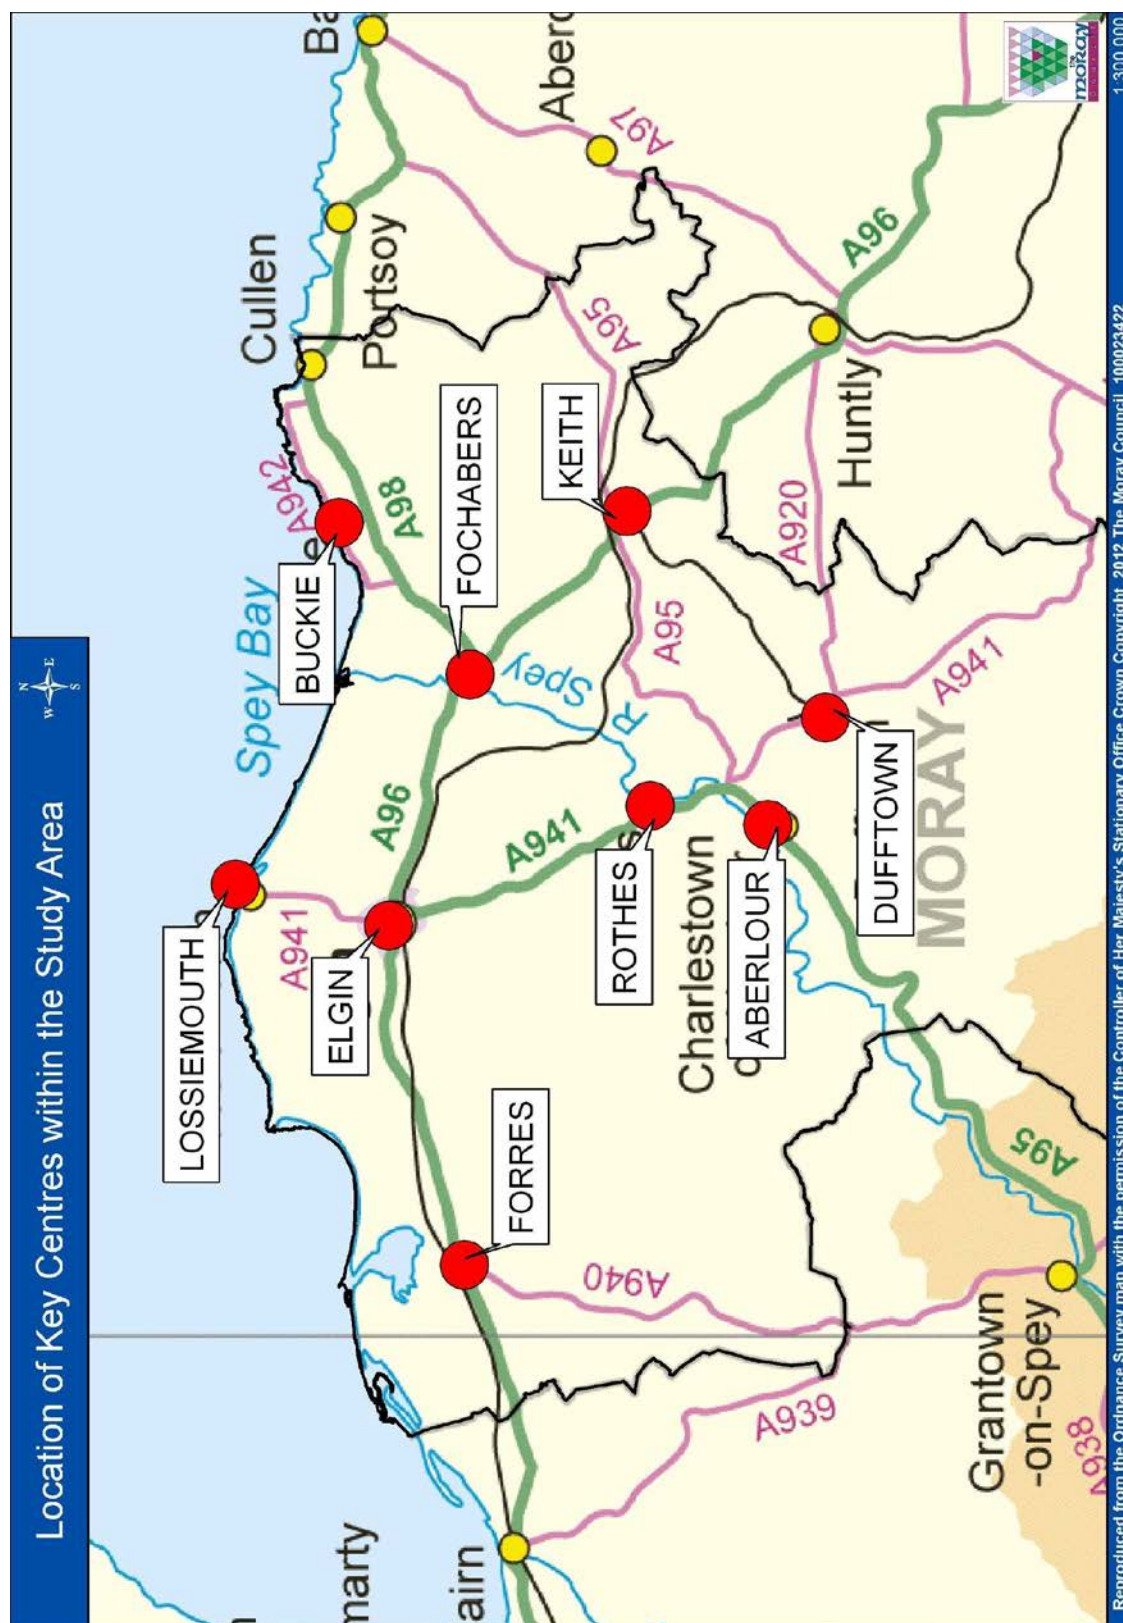 Location of Key Centres within the Study Area
N
W
E
S
Spey Bay
Cullen
Portsoy
Ba
Aberc
LOSSIEMOUTH
BUCKIE
A942
A98
FOCHABERS
KEITH
A95
A97
A96
Huntly
A920
A941
A96
ELGIN
A941
Spey
R
A95
ROTHES
Charlestown
ABERLOUR
DUFFTOWN
A941
MORAY
FORRES
A940
A939
A95
Grantown
-on-Spey
A938
marty
airn
the
moray
1:300,000
Reproduced from the Ordnance Survey map with the permission of the Controller of Her Majesty's Stationary Office Crown Copyright. 2012 The Moray Council. 100023422